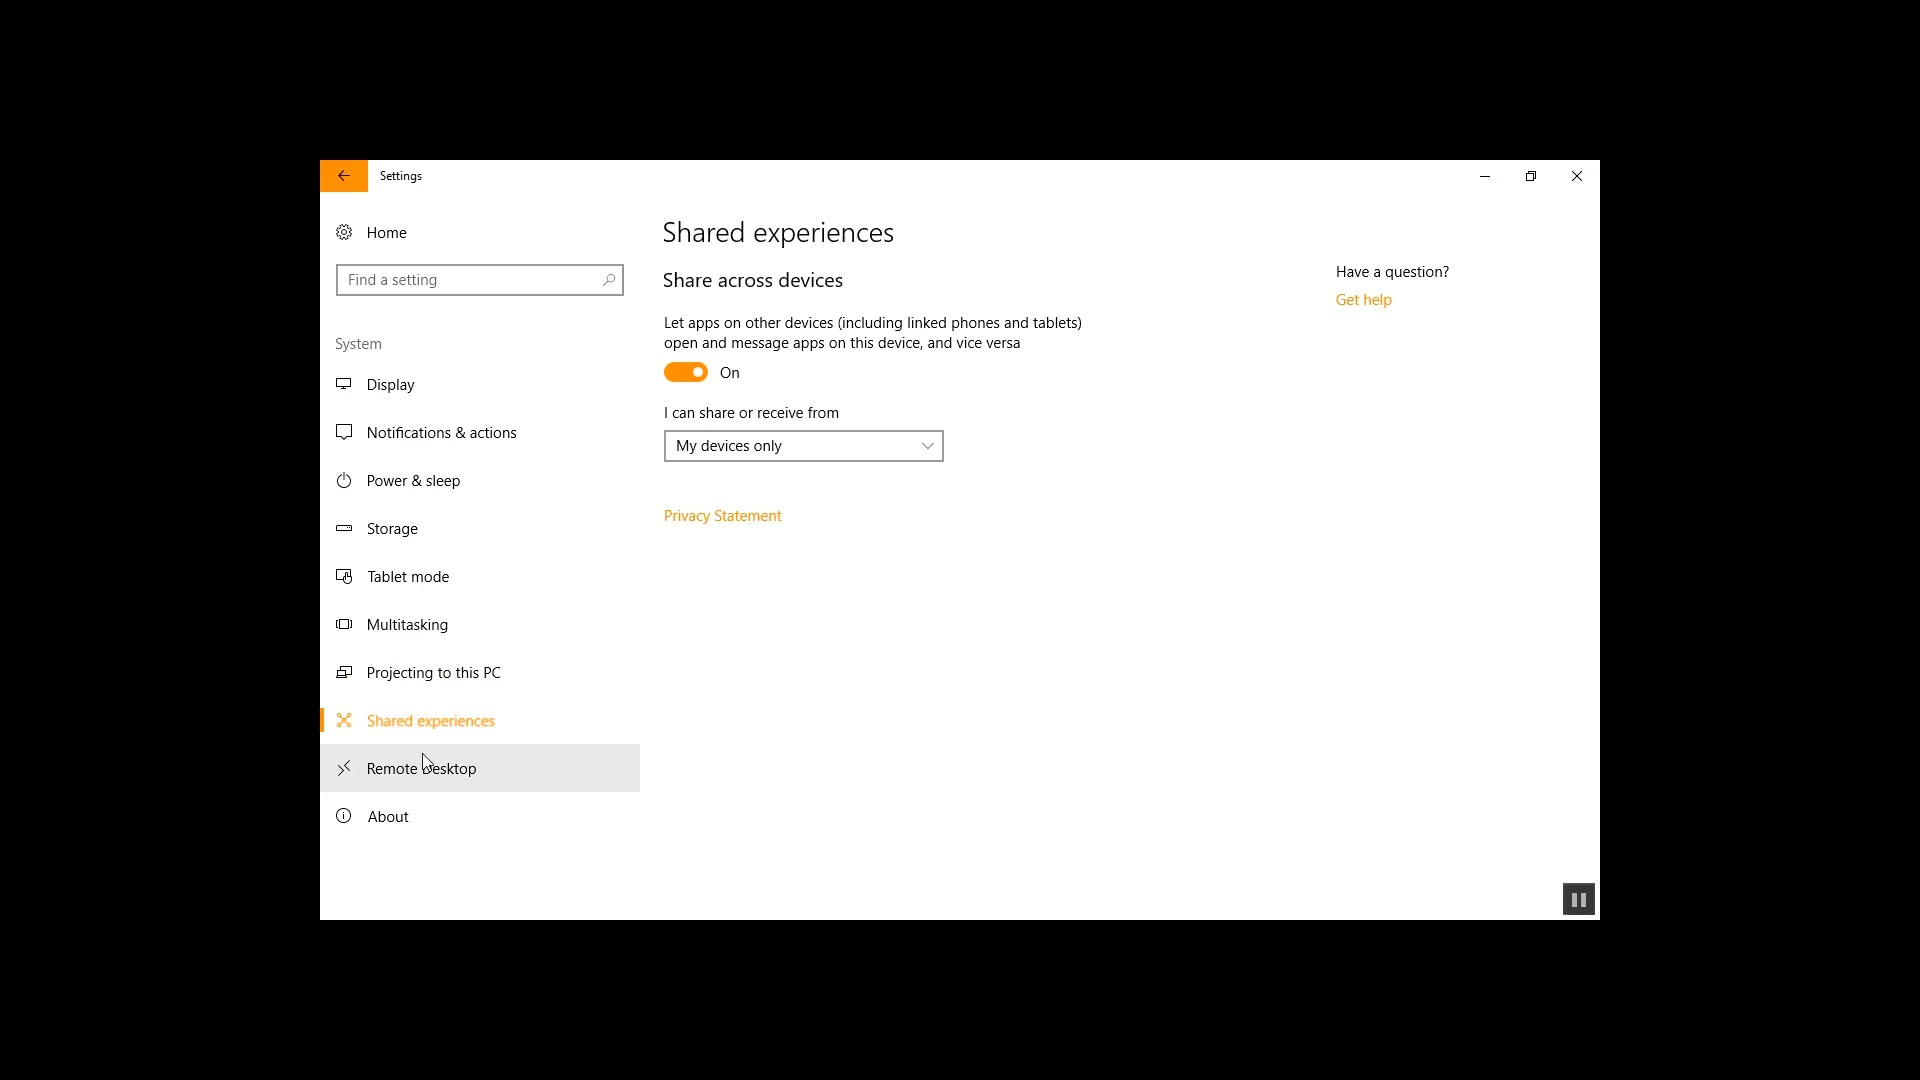 Settings
Home
Find a setting
System
Display
Notifications & actions
Power & sleep
Storage
Tablet mode
Multitasking
Projecting to this PC
Shared experiences
Remote Desktop
About
Shared experiences
Share across devices
Let apps on other devices (including linked phones and tablets)
open and message apps on this device, and vice versa
On
I can share or receive from
My devices only
Privacy Statement
Have a question?
Get help